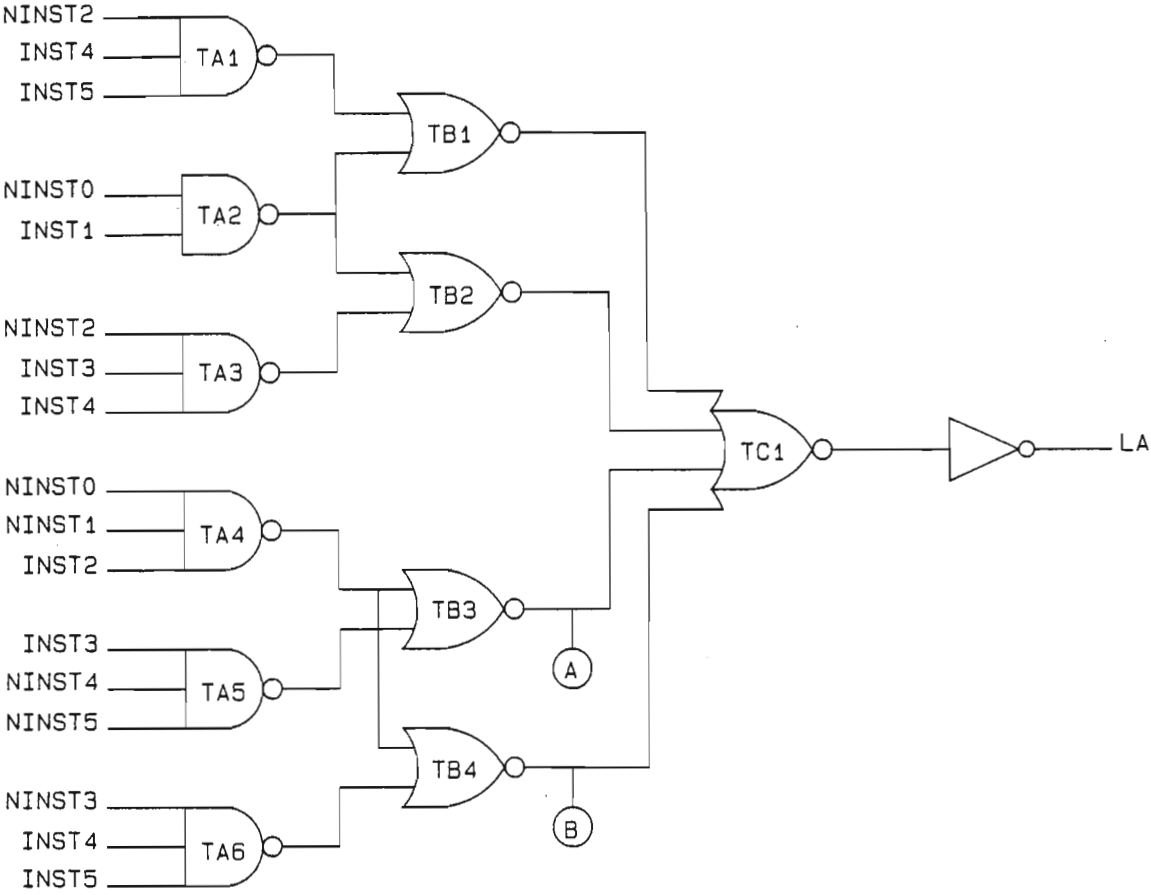 NINST2
INST4
INST5
TA1
TB1
NINST0
INST1
TA2
TB2
NINST2
INST3
INST4
TA3
TC1
LA
NINST0
NINST1
INST2
TA4
TB3
A
INST3
NINST4
NINST5
TA5
TB4
B
NINST3
INST4
INST5
TA6